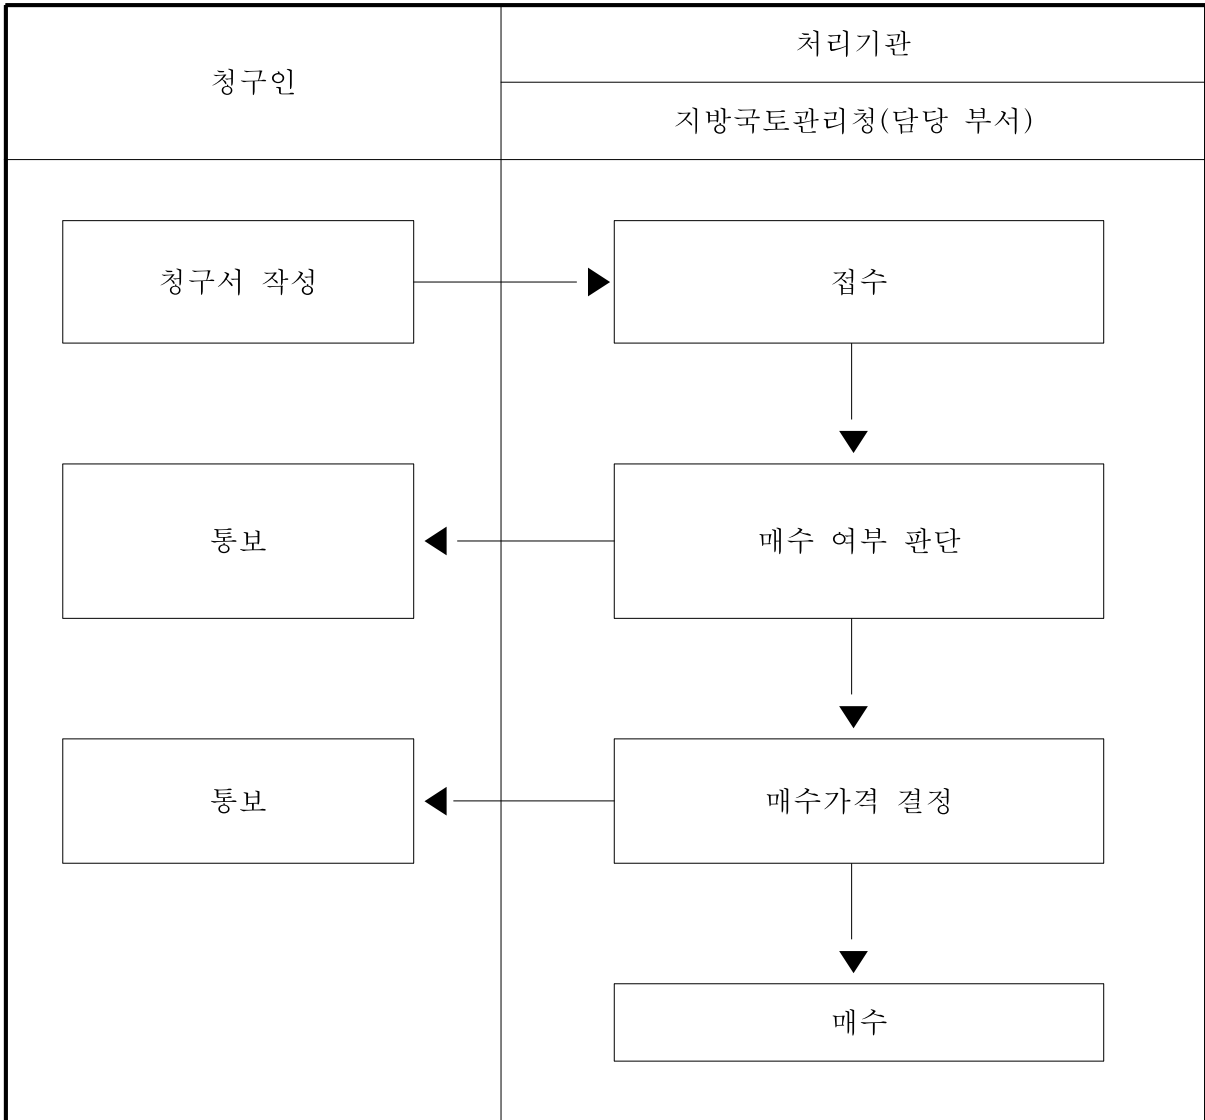 청구인
처리기관
지방국토관리청(담당 부서)
청구서 작성
접수
통보
매수 여부 판단
통보
매수가격 결정
매수